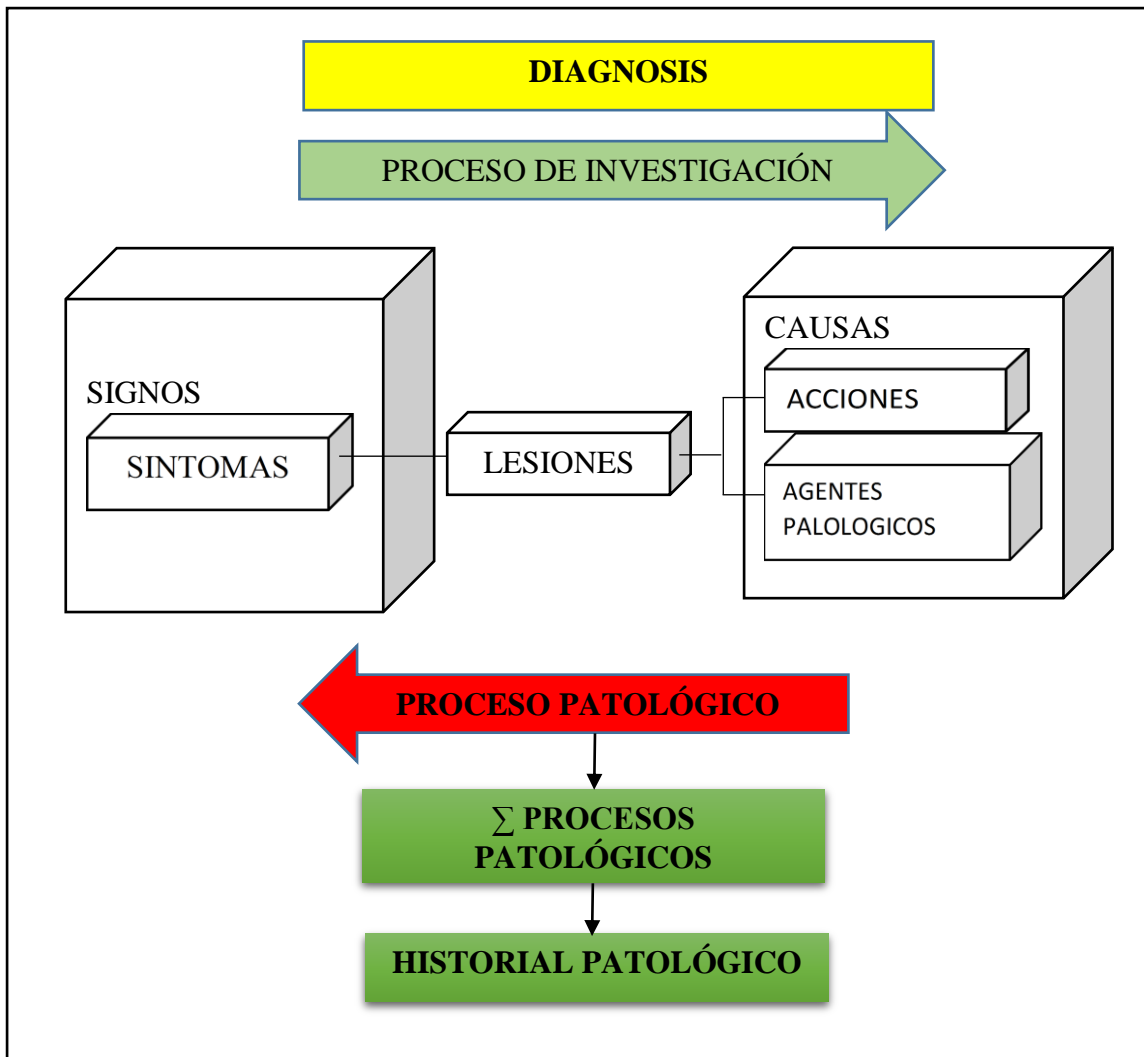 DIAGNOSIS
PROCESO DE INVESTIGACIÓN
SIGNOS
SINTOMAS
LESIONES
CAUSAS
ACCIONES
AGENTES
PALOLOGICOS
PROCESO PATOLÓGICO
∑ PROCESOS
PATOLÓGICOS
HISTORIAL PATOLÓGICO